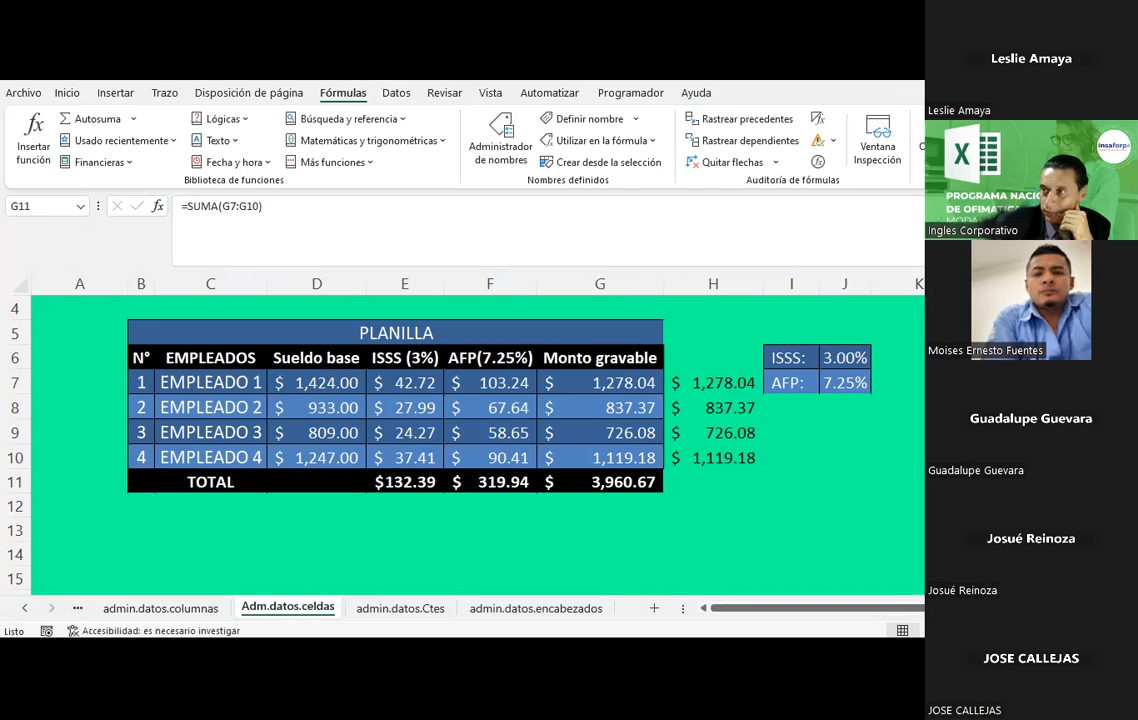 Archivo Inicio Insertar Trazo Disposición de página Fórmulas Datos Revisar Vista Automatizar Programador Ayuda
fx Insertar función
Autosuma
Usado recientemente
Financieras
Lógicas
Texto
Fecha y hora
Búsqueda y referencia
Matemáticas y trigonométricas
Más funciones
Biblioteca de funciones
Administrador de nombres
Definir nombre
Utilizar en la fórmula
Crear desde la selección
Nombres definidos
Rastrear precedentes
Rastrear dependientes
Quitar flechas
fx
Auditoría de fórmulas
Ventana Inspección
G11 fx =SUMA(G7:G10)
A B C D E F G H I J K
4
5 PLANILLA
6 N° EMPLEADOS Sueldo base ISSS (3%) AFP(7.25%) Monto gravable ISSS: 3.00%
7 1 EMPLEADO 1 $ 1,424.00 $ 42.72 $ 103.24 $ 1,278.04 $ 1,278.04 AFP: 7.25%
8 2 EMPLEADO 2 $ 933.00 $ 27.99 $ 67.64 $ 837.37 $ 837.37
9 3 EMPLEADO 3 $ 809.00 $ 24.27 $ 58.65 $ 726.08 $ 726.08
10 4 EMPLEADO 4 $ 1,247.00 $ 37.41 $ 90.41 $ 1,119.18 $ 1,119.18
11 TOTAL $132.39 $ 319.94 $ 3,960.67
12
13
14
15
... admin.datos.columnas Adm.datos.celdas admin.datos.Ctes admin.datos.encabezados +
Listo Accesibilidad: es necesario investigar
Leslie Amaya
Leslie Amaya
X
insaforp
PROGRAMA NACIO
DE OFIMÁTIC
Ingles Corporativo
Moises Ernesto Fuentes
Guadalupe Guevara
Guadalupe Guevara
Josué Reinoza
Josué Reinoza
JOSE CALLEJAS
JOSE CALLEJAS